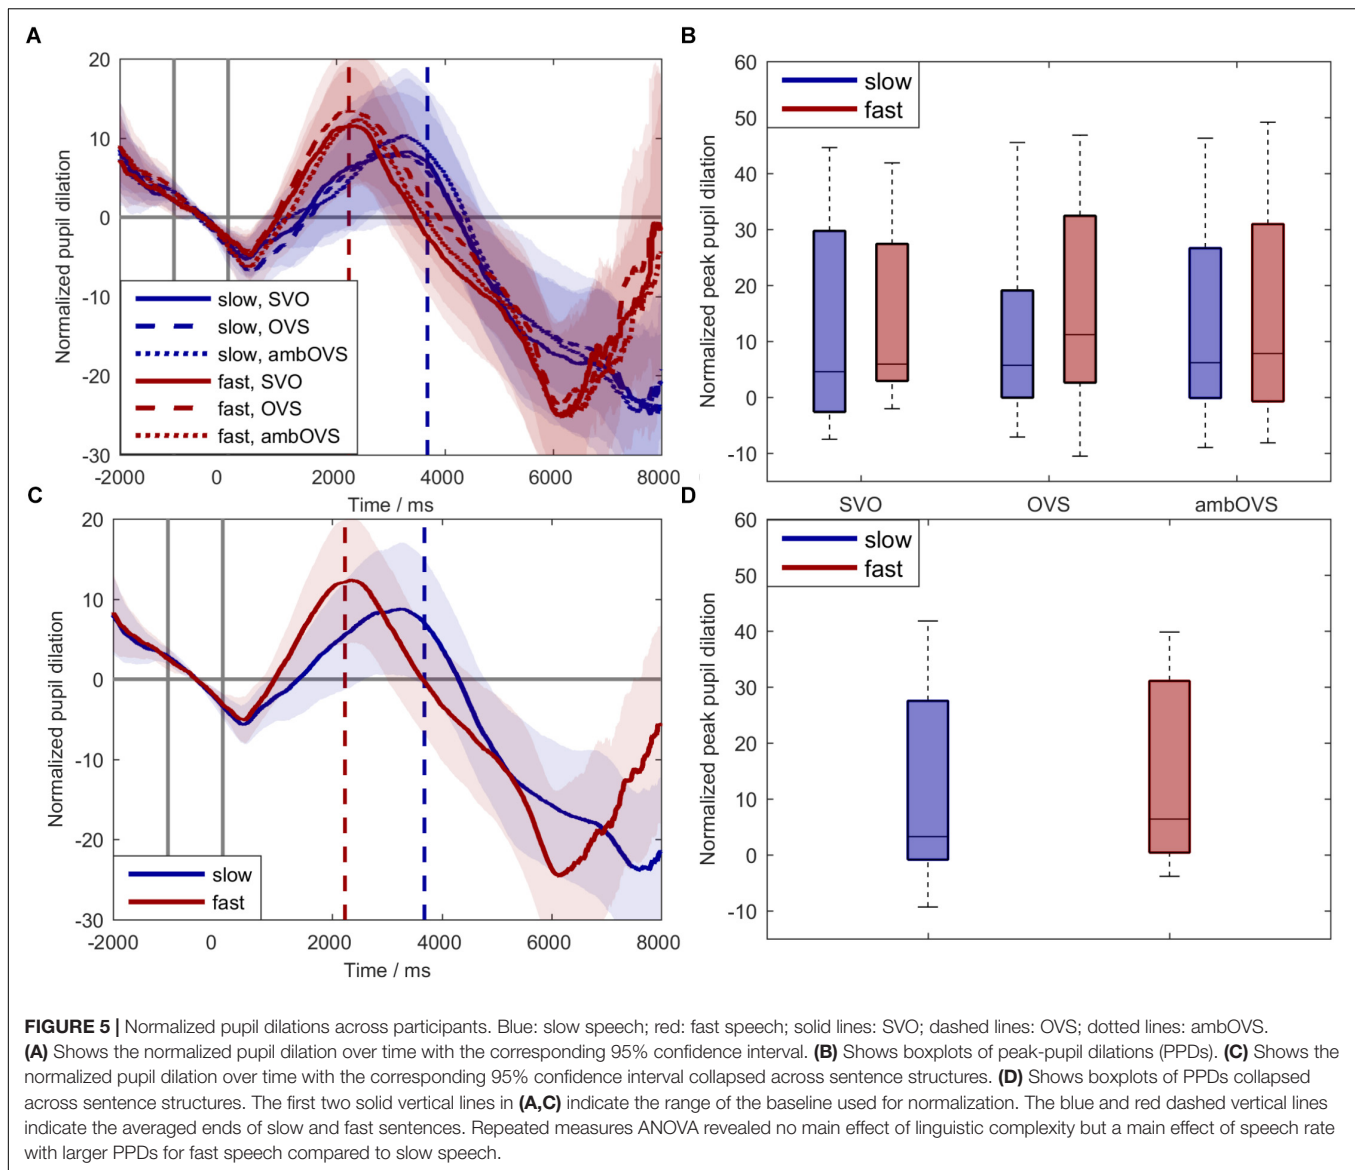 A
20
10
0
-10
-20
-30
Normalized pupil dilation
slow, SVO
slow, OVS
slow, ambOVS
fast, SVO
fast, OVS
fast, ambOVS
-2000 0 2000 4000 6000 8000
Time / ms
B
60
50
40
30
20
10
0
-10
Normalized peak pupil dilation
slow
fast
SVO OVS ambOVS
C
20
10
0
-10
-20
-30
Normalized pupil dilation
slow
fast
-2000 0 2000 4000 6000 8000
Time / ms
D
60
50
40
30
20
10
0
-10
Normalized peak pupil dilation
slow
fast
FIGURE 5 | Normalized pupil dilations across participants. Blue: slow speech; red: fast speech; solid lines: SVO; dashed lines: OVS; dotted lines: ambOVS.
(A) Shows the normalized pupil dilation over time with the corresponding 95% confidence interval. (B) Shows boxplots of peak-pupil dilations (PPDs). (C) Shows the
normalized pupil dilation over time with the corresponding 95% confidence interval collapsed across sentence structures. (D) Shows boxplots of PPDs collapsed
across sentence structures. The first two solid vertical lines in (A,C) indicate the range of the baseline used for normalization. The blue and red dashed vertical lines
indicate the averaged ends of slow and fast sentences. Repeated measures ANOVA revealed no main effect of linguistic complexity but a main effect of speech rate
with larger PPDs for fast speech compared to slow speech.